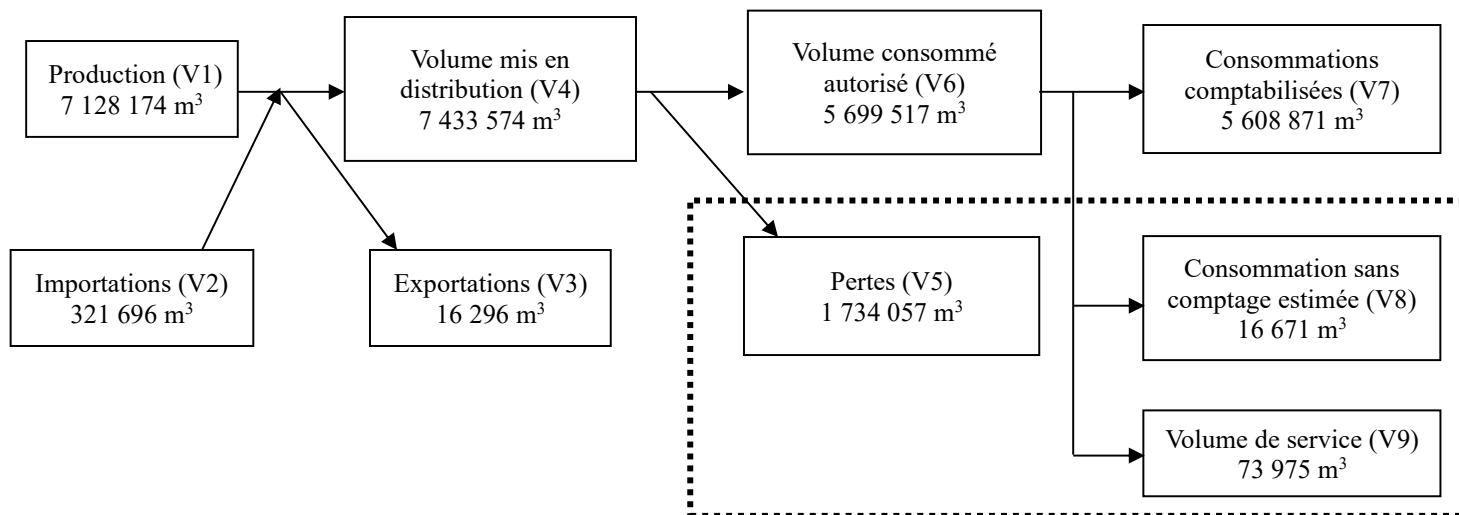 Production (V1)
7 128 174 m³
Volume mis en
distribution (V4)
7 433 574 m³
Volume consommé
autorisé (V6)
5 699 517 m³
Consommations
comptabilisées (V7)
5 608 871 m³
Importations (V2)
321 696 m³
Exportations (V3)
16 296 m³
Pertes (V5)
1 734 057 m³
Consommation sans
comptage estimée (V8)
16 671 m³
Volume de service (V9)
73 975 m³